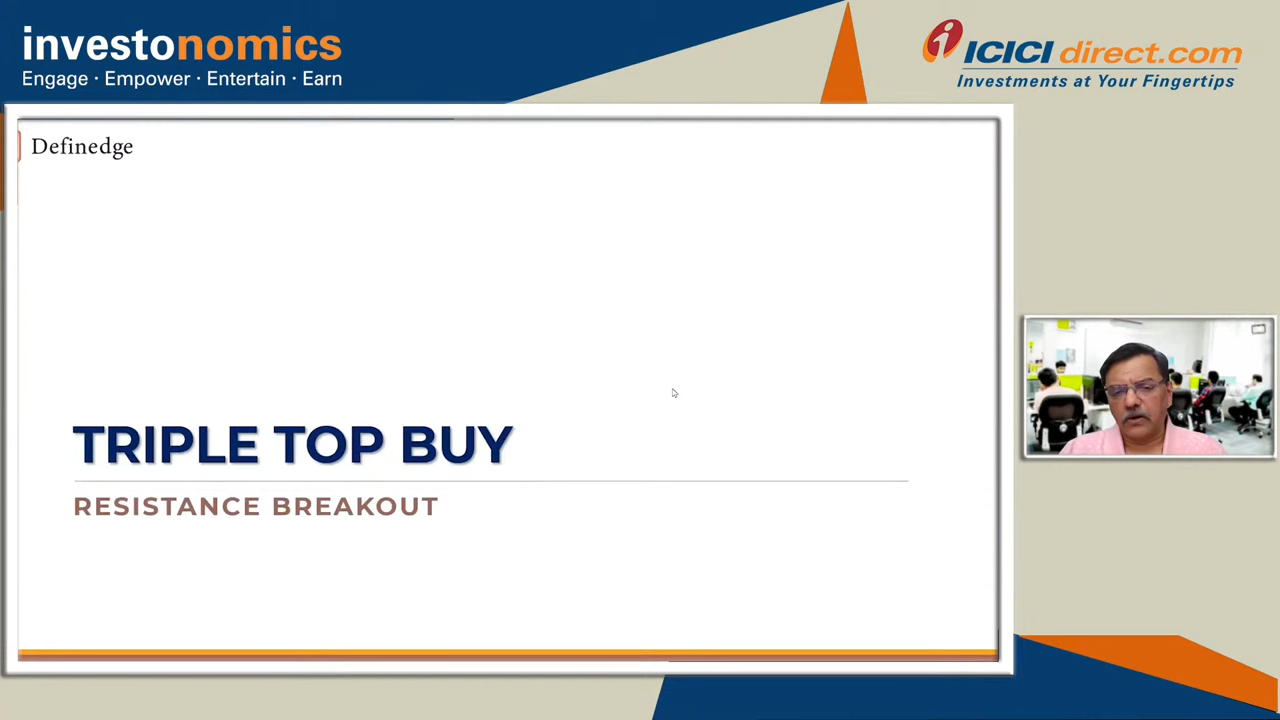 investonomics
Engage · Empower · Entertain · Earn
ICICI direct.com
Investments at Your Fingertips
Definedge
TRIPLE TOP BUY
RESISTANCE BREAKOUT